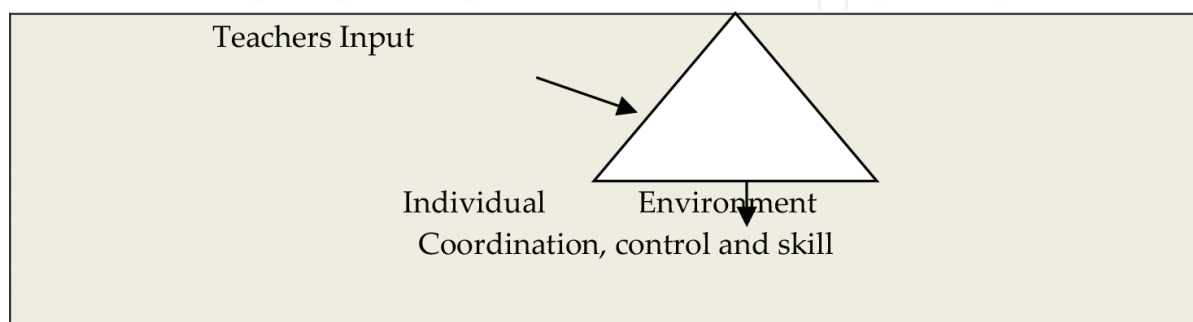 Teachers Input
Individual Environment
Coordination, control and skill